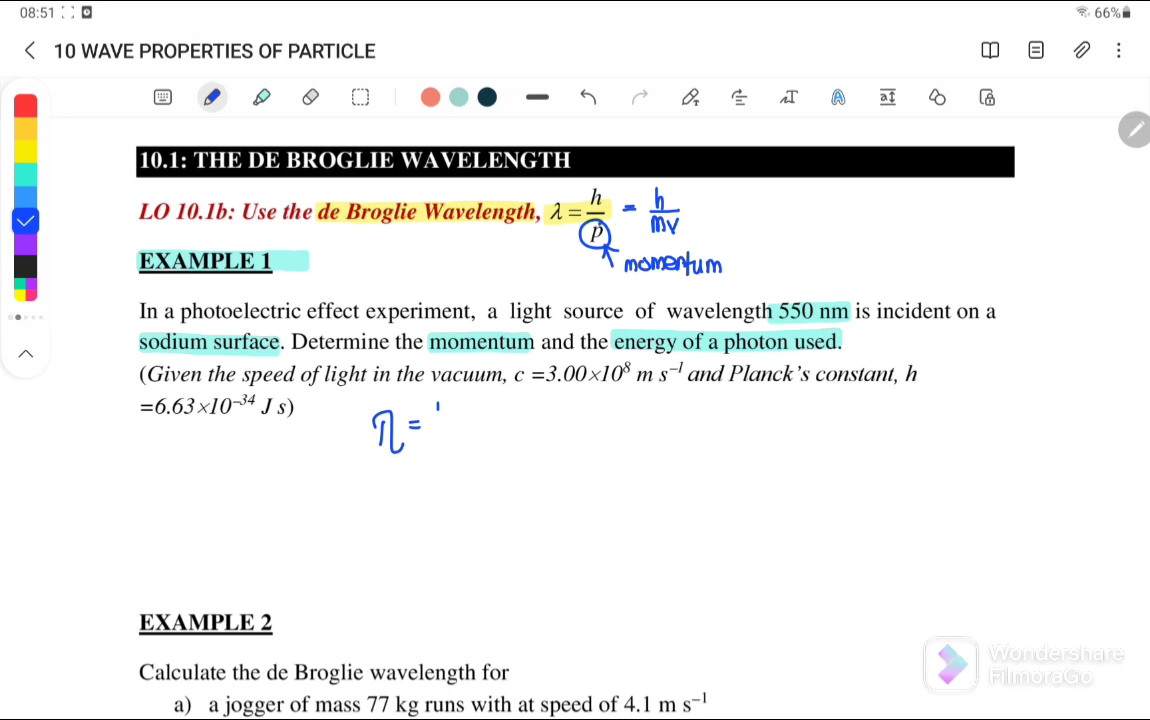 08:51
66%
10 WAVE PROPERTIES OF PARTICLE
10.1: THE DE BROGLIE WAVELENGTH
LO 10.1b: Use the de Broglie Wavelength, λ = h/p = h/mv
momentum
EXAMPLE 1
In a photoelectric effect experiment, a light source of wavelength 550 nm is incident on a
sodium surface. Determine the momentum and the energy of a photon used.
(Given the speed of light in the vacuum, c =3.00×10⁸ m s⁻¹ and Planck's constant, h
=6.63×10⁻³⁴ J s)
λ =
EXAMPLE 2
Calculate the de Broglie wavelength for
a) a jogger of mass 77 kg runs with at speed of 4.1 m s⁻¹
Wondershare
FilmoraGo